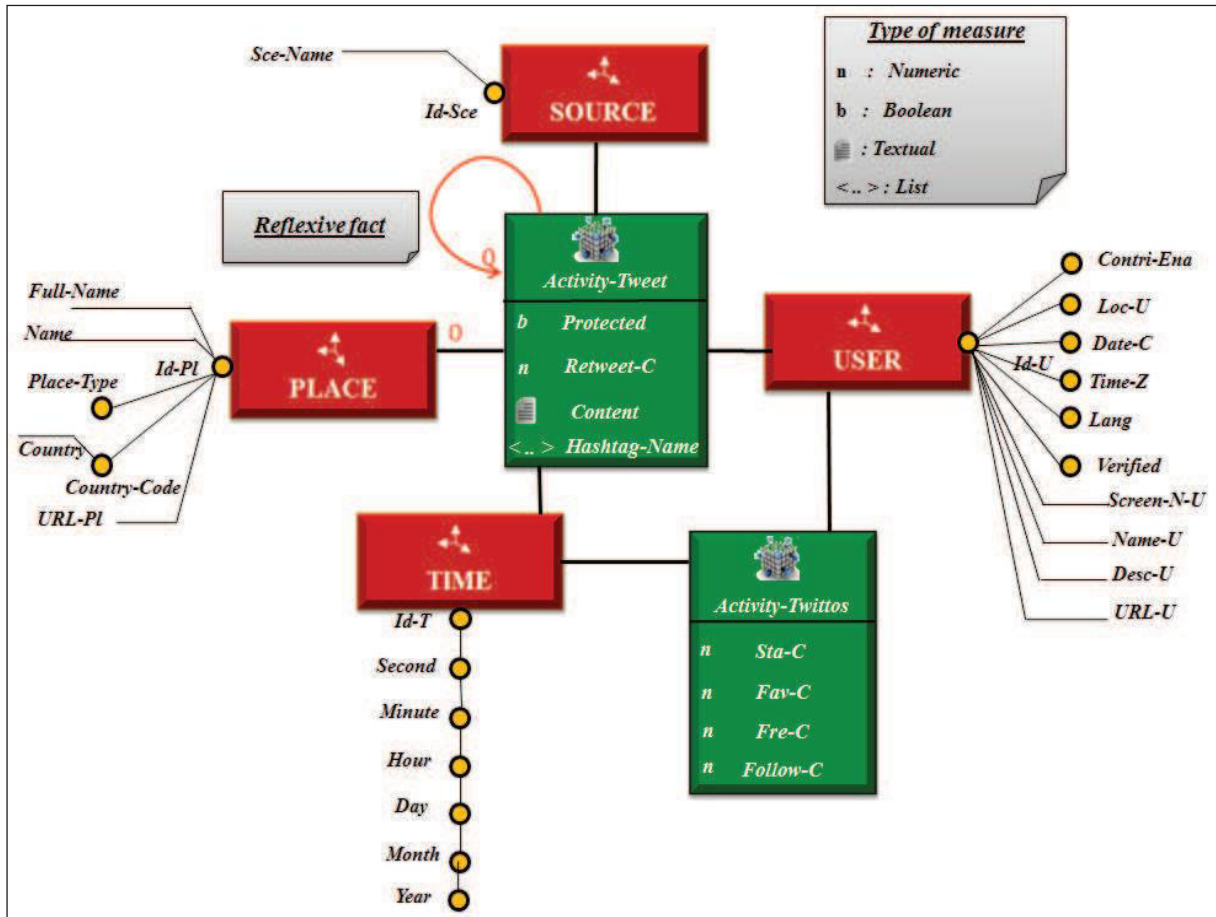 Sce-Name
Id-Sce
SOURCE
Type of measure
n : Numeric
b : Boolean
: Textual
< .. > : List
Reflexive fact
0
Activity-Tweet
b Protected
n Retweet-C
Content
< .. > Hashtag-Name
Full-Name
Name
Id-Pl
Place-Type
Country
Country-Code
URL-Pl
PLACE
0
USER
Id-U
Contri-Ena
Loc-U
Date-C
Time-Z
Lang
Verified
Screen-N-U
Name-U
Desc-U
URL-U
TIME
Id-T
Second
Minute
Hour
Day
Month
Year
Activity-Twittos
n Sta-C
n Fav-C
n Fre-C
n Follow-C